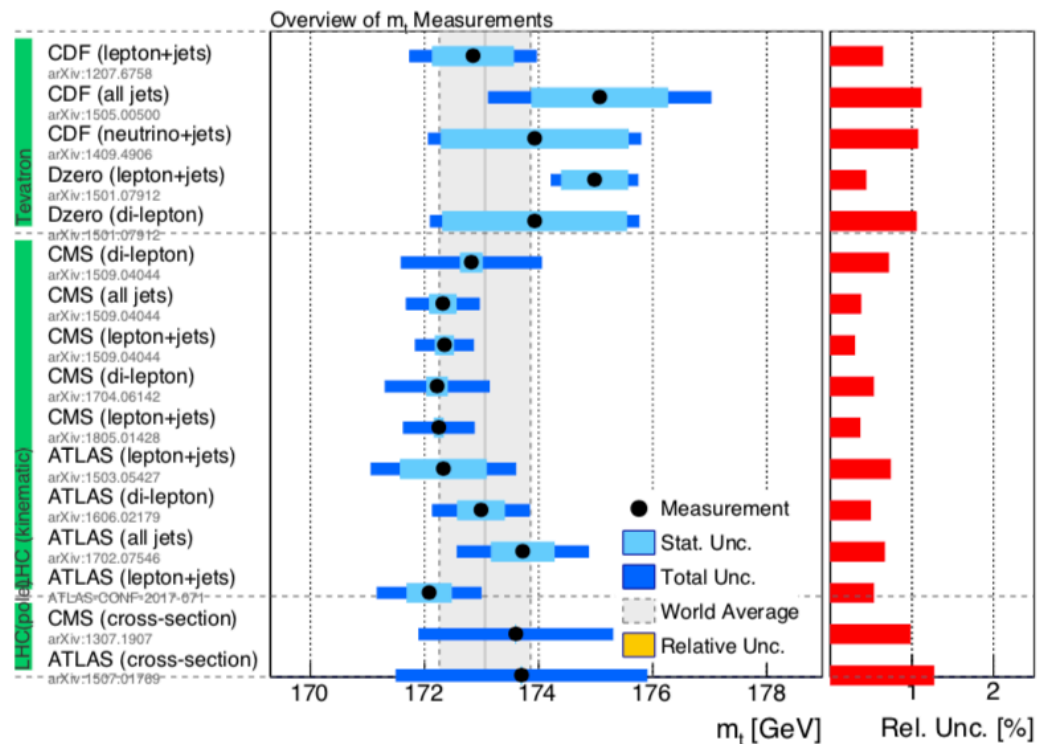 Overview of mt Measurements
Tevatron
CDF (lepton+jets)
arXiv:1207.6758
CDF (all jets)
arXiv:1505.00500
CDF (neutrino+jets)
arXiv:1409.4906
Dzero (lepton+jets)
arXiv:1501.07912
Dzero (di-lepton)
arXiv:1501.07912
LHC (kinematic)
CMS (di-lepton)
arXiv:1509.04044
CMS (all jets)
arXiv:1509.04044
CMS (lepton+jets)
arXiv:1509.04044
CMS (di-lepton)
arXiv:1704.06142
CMS (lepton+jets)
arXiv:1805.01428
ATLAS (lepton+jets)
arXiv:1503.05427
ATLAS (di-lepton)
arXiv:1606.02179
ATLAS (all jets)
arXiv:1702.07546
ATLAS (lepton+jets)
ATLAS-CONF-2017-071
LHC(pole)
CMS (cross-section)
arXiv:1307.1907
ATLAS (cross-section)
arXiv:1507.01769
Measurement
Stat. Unc.
Total Unc.
World Average
Relative Unc.
170 172 174 176 178
mt [GeV]
1 2
Rel. Unc. [%]